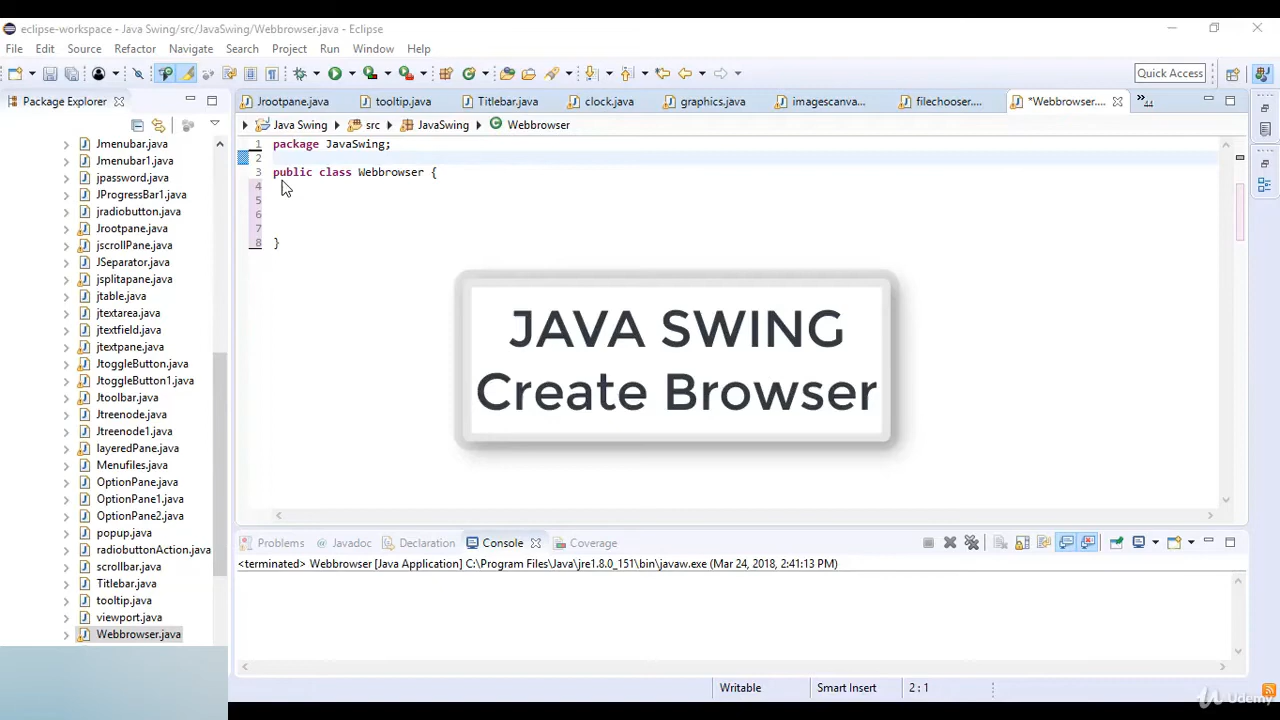 eclipse-workspace - Java Swing/src/JavaSwing/Webbrowser.java - Eclipse
File Edit Source Refactor Navigate Search Project Run Window Help
Quick Access
Package Explorer
Jrootpane.java tooltip.java Titlebar.java clock.java graphics.java imagescanva... filechooser.... *Webbrowser....
Java Swing src JavaSwing Webbrowser
1 package JavaSwing;
2
3 public class Webbrowser {
4
5
6
7
8 }
Jmenubar.java
Jmenubar1.java
jpassword.java
JProgressBar1.java
jradiobutton.java
Jrootpane.java
jscrollPane.java
JSeparator.java
jsplitapane.java
jtable.java
jtextarea.java
jtextfield.java
jtextpane.java
JtoggleButton.java
JtoggleButton1.java
Jtoolbar.java
Jtreenode.java
Jtreenode1.java
layeredPane.java
Menufiles.java
OptionPane.java
OptionPane1.java
OptionPane2.java
popup.java
radiobuttonAction.java
scrollbar.java
Titlebar.java
tooltip.java
viewport.java
Webbrowser.java
JAVA SWING
Create Browser
Problems Javadoc Declaration Console Coverage
<terminated> Webbrowser [Java Application] C:\Program Files\Java\jre1.8.0_151\bin\javaw.exe (Mar 24, 2018, 2:41:13 PM)
Writable Smart Insert 2 : 1
Udemy